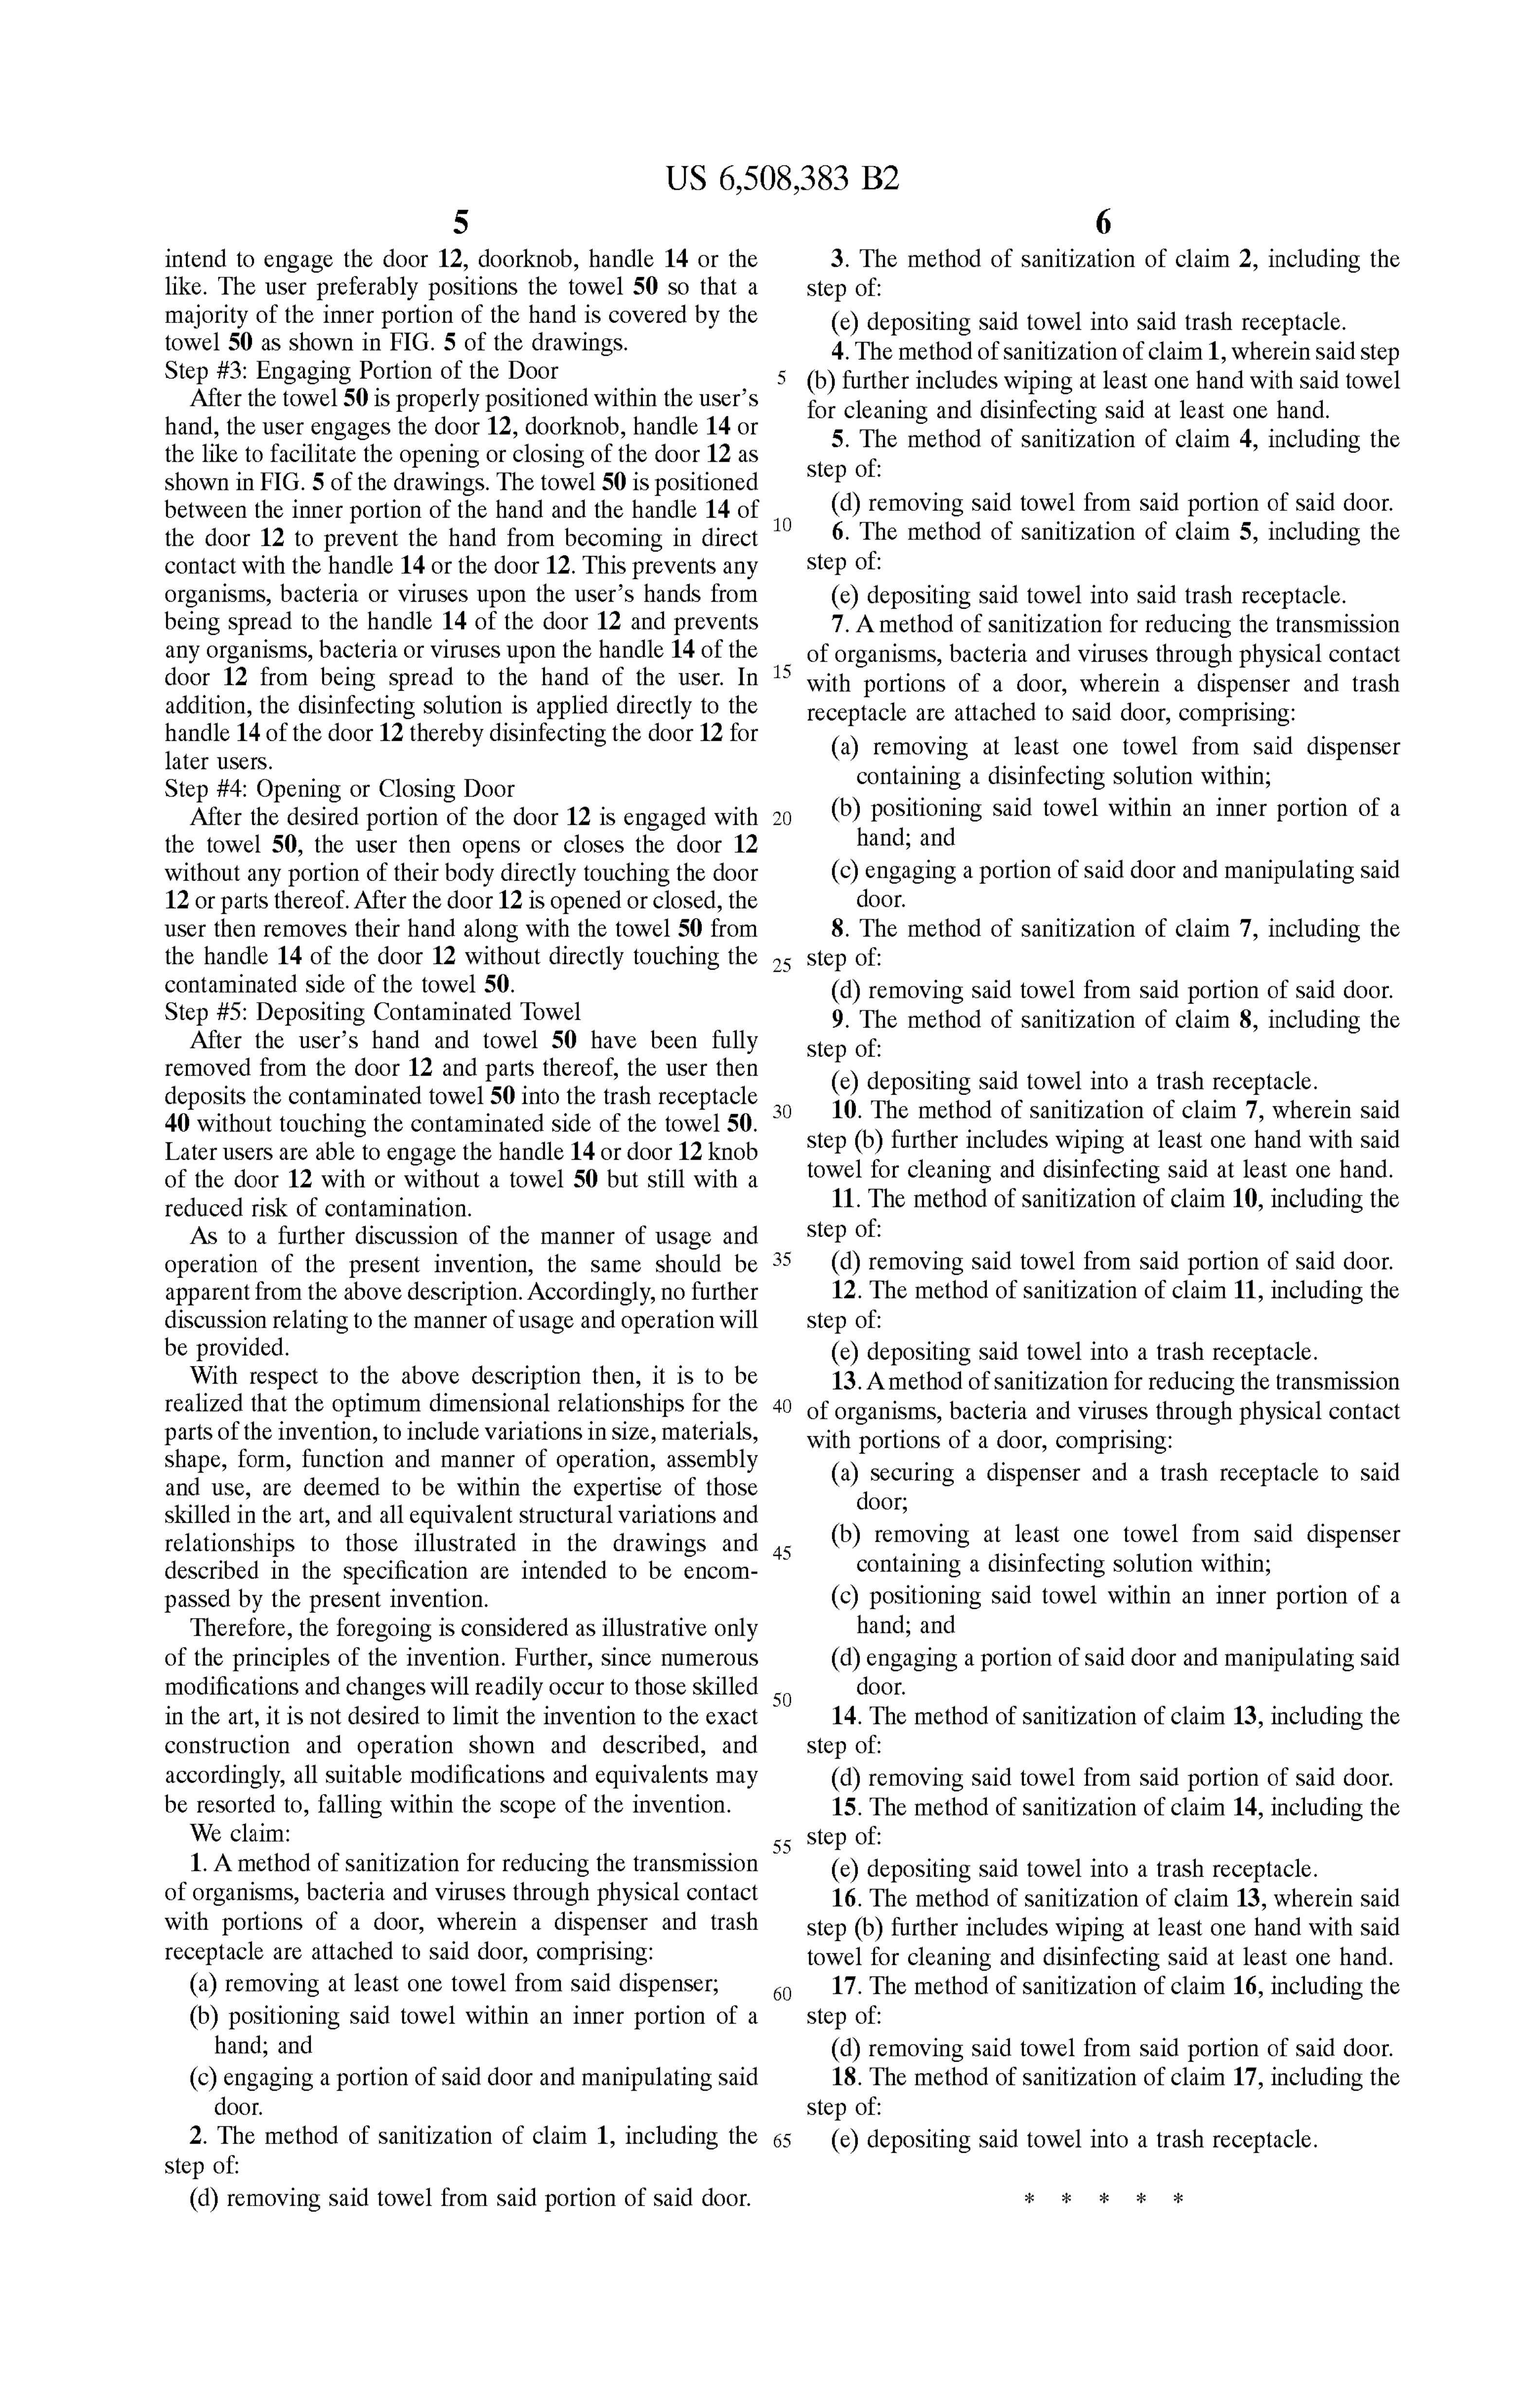 US 6,508,383 B2
5
intend to engage the door 12, doorknob, handle 14 or the
like. The user preferably positions the towel 50 so that a
majority of the inner portion of the hand is covered by the
towel 50 as shown in FIG. 5 of the drawings.
Step #3: Engaging Portion of the Door
After the towel 50 is properly positioned within the user's
hand, the user engages the door 12, doorknob, handle 14 or
the like to facilitate the opening or closing of the door 12 as
shown in FIG. 5 of the drawings. The towel 50 is positioned
between the inner portion of the hand and the handle 14 of
the door 12 to prevent the hand from becoming in direct
contact with the handle 14 or the door 12. This prevents any
organisms, bacteria or viruses upon the user's hands from
being spread to the handle 14 of the door 12 and prevents
any organisms, bacteria or viruses upon the handle 14 of the
door 12 from being spread to the hand of the user. In
addition, the disinfecting solution is applied directly to the
handle 14 of the door 12 thereby disinfecting the door 12 for
later users.
Step #4: Opening or Closing Door
After the desired portion of the door 12 is engaged with
the towel 50, the user then opens or closes the door 12
without any portion of their body directly touching the door
12 or parts thereof. After the door 12 is opened or closed, the
user then removes their hand along with the towel 50 from
the handle 14 of the door 12 without directly touching the
contaminated side of the towel 50.
Step #5: Depositing Contaminated Towel
After the user's hand and towel 50 have been fully
removed from the door 12 and parts thereof, the user then
deposits the contaminated towel 50 into the trash receptacle
40 without touching the contaminated side of the towel 50.
Later users are able to engage the handle 14 or door 12 knob
of the door 12 with or without a towel 50 but still with a
reduced risk of contamination.
As to a further discussion of the manner of usage and
operation of the present invention, the same should be
apparent from the above description. Accordingly, no further
discussion relating to the manner of usage and operation will
be provided.
With respect to the above description then, it is to be
realized that the optimum dimensional relationships for the
parts of the invention, to include variations in size, materials,
shape, form, function and manner of operation, assembly
and use, are deemed to be within the expertise of those
skilled in the art, and all equivalent structural variations and
relationships to those illustrated in the drawings and
described in the specification are intended to be encom-
passed by the present invention.
Therefore, the foregoing is considered as illustrative only
of the principles of the invention. Further, since numerous
modifications and changes will readily occur to those skilled
in the art, it is not desired to limit the invention to the exact
construction and operation shown and described, and
accordingly, all suitable modifications and equivalents may
be resorted to, falling within the scope of the invention.
We claim:
1. A method of sanitization for reducing the transmission
of organisms, bacteria and viruses through physical contact
with portions of a door, wherein a dispenser and trash
receptacle are attached to said door, comprising:
(a) removing at least one towel from said dispenser;
(b) positioning said towel within an inner portion of a
hand; and
(c) engaging a portion of said door and manipulating said
door.
2. The method of sanitization of claim 1, including the
step of:
(d) removing said towel from said portion of said door.
5
10
15
20
25
30
35
40
45
50
55
60
65
6
3. The method of sanitization of claim 2, including the
step of:
(e) depositing said towel into said trash receptacle.
4. The method of sanitization of claim 1, wherein said step
(b) further includes wiping at least one hand with said towel
for cleaning and disinfecting said at least one hand.
5. The method of sanitization of claim 4, including the
step of:
(d) removing said towel from said portion of said door.
6. The method of sanitization of claim 5, including the
step of:
(e) depositing said towel into said trash receptacle.
7. A method of sanitization for reducing the transmission
of organisms, bacteria and viruses through physical contact
with portions of a door, wherein a dispenser and trash
receptacle are attached to said door, comprising:
(a) removing at least one towel from said dispenser
containing a disinfecting solution within;
(b) positioning said towel within an inner portion of a
hand; and
(c) engaging a portion of said door and manipulating said
door.
8. The method of sanitization of claim 7, including the
step of:
(d) removing said towel from said portion of said door.
9. The method of sanitization of claim 8, including the
step of:
(e) depositing said towel into a trash receptacle.
10. The method of sanitization of claim 7, wherein said
step (b) further includes wiping at least one hand with said
towel for cleaning and disinfecting said at least one hand.
11. The method of sanitization of claim 10, including the
step of:
(d) removing said towel from said portion of said door.
12. The method of sanitization of claim 11, including the
step of:
(e) depositing said towel into a trash receptacle.
13. A method of sanitization for reducing the transmission
of organisms, bacteria and viruses through physical contact
with portions of a door, comprising:
(a) securing a dispenser and a trash receptacle to said
door;
(b) removing at least one towel from said dispenser
containing a disinfecting solution within;
(c) positioning said towel within an inner portion of a
hand; and
(d) engaging a portion of said door and manipulating said
door.
14. The method of sanitization of claim 13, including the
step of:
(d) removing said towel from said portion of said door.
15. The method of sanitization of claim 14, including the
step of:
(e) depositing said towel into a trash receptacle.
16. The method of sanitization of claim 13, wherein said
step (b) further includes wiping at least one hand with said
towel for cleaning and disinfecting said at least one hand.
17. The method of sanitization of claim 16, including the
step of:
(d) removing said towel from said portion of said door.
18. The method of sanitization of claim 17, including the
step of:
(e) depositing said towel into a trash receptacle.
* * * * *